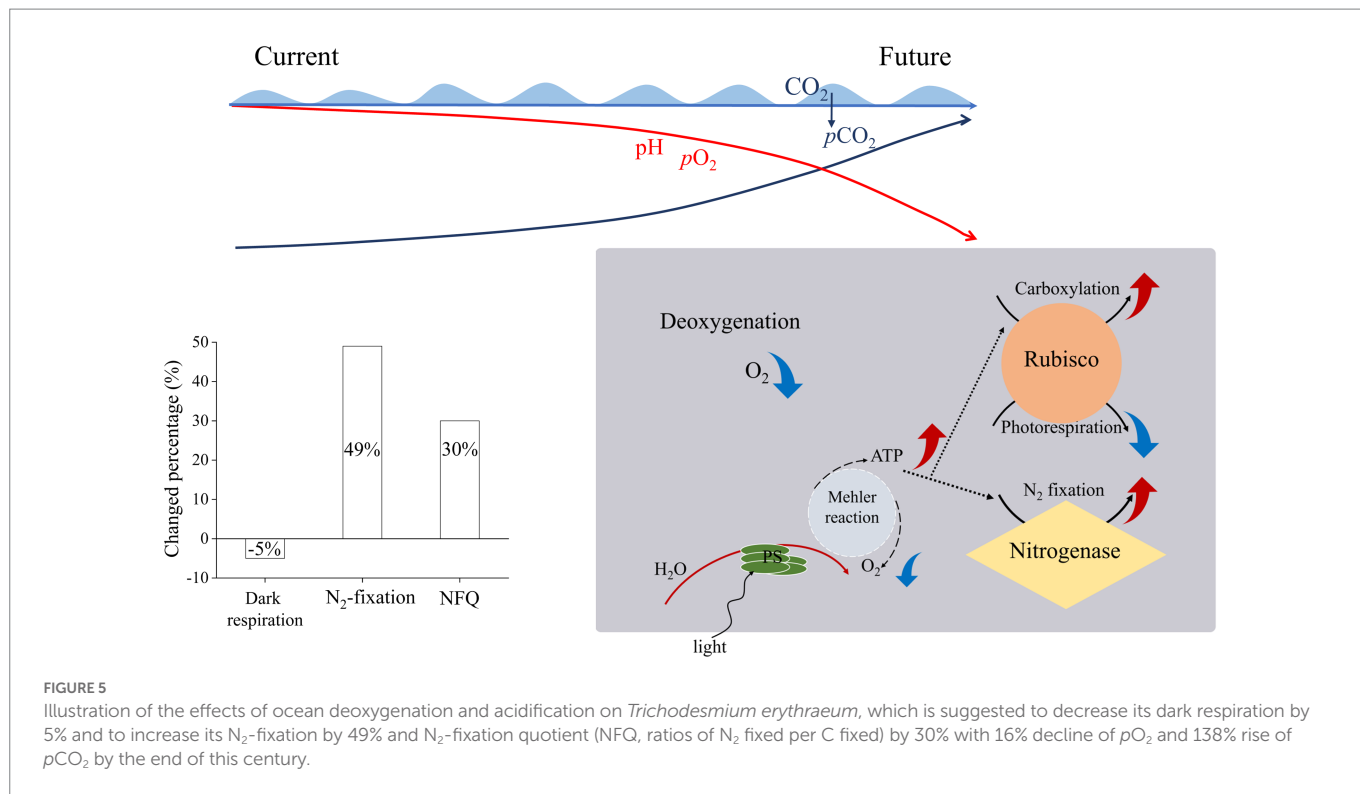 Current
Future
CO₂
pCO₂
pH
pO₂
Changed percentage (%)
50
40
30
20
10
0
-10
-5%
49%
30%
Dark
respiration
N₂-fixation
NFQ
Deoxygenation
O₂
Carboxylation
Rubisco
Photorespiration
ATP
N₂ fixation
Mehler
reaction
Nitrogenase
PS
H₂O
O₂
light
FIGURE 5
Illustration of the effects of ocean deoxygenation and acidification on Trichodesmium erythraeum, which is suggested to decrease its dark respiration by
5% and to increase its N₂-fixation by 49% and N₂-fixation quotient (NFQ, ratios of N₂ fixed per C fixed) by 30% with 16% decline of pO₂ and 138% rise of
pCO₂ by the end of this century.